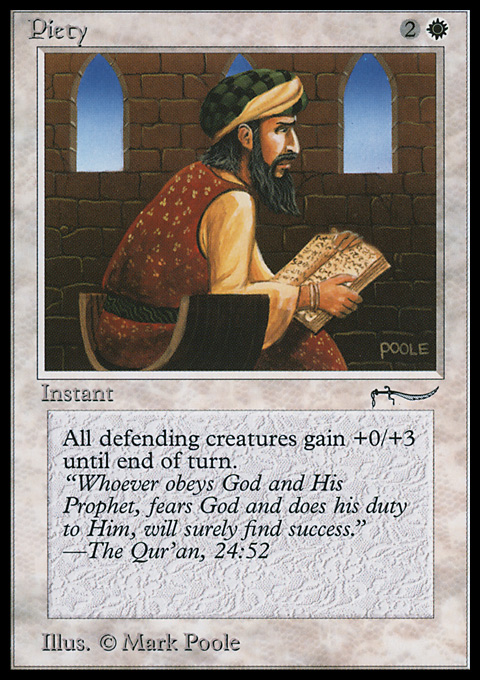 Piety 2
POOLE
Instant
All defending creatures gain +0/+3
until end of turn.
“Whoever obeys God and His
Prophet, fears God and does his duty
to Him, will surely find success.”
—The Qur’an, 24:52
Illus. © Mark Poole